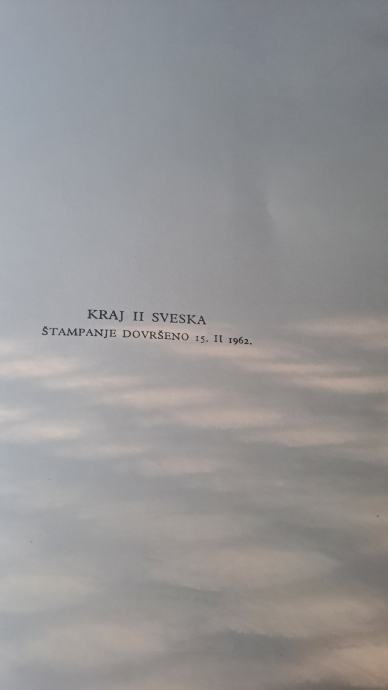 KRAJ II SVESKA
ŠTAMPANJE DOVRŠENO 15. II 1962.